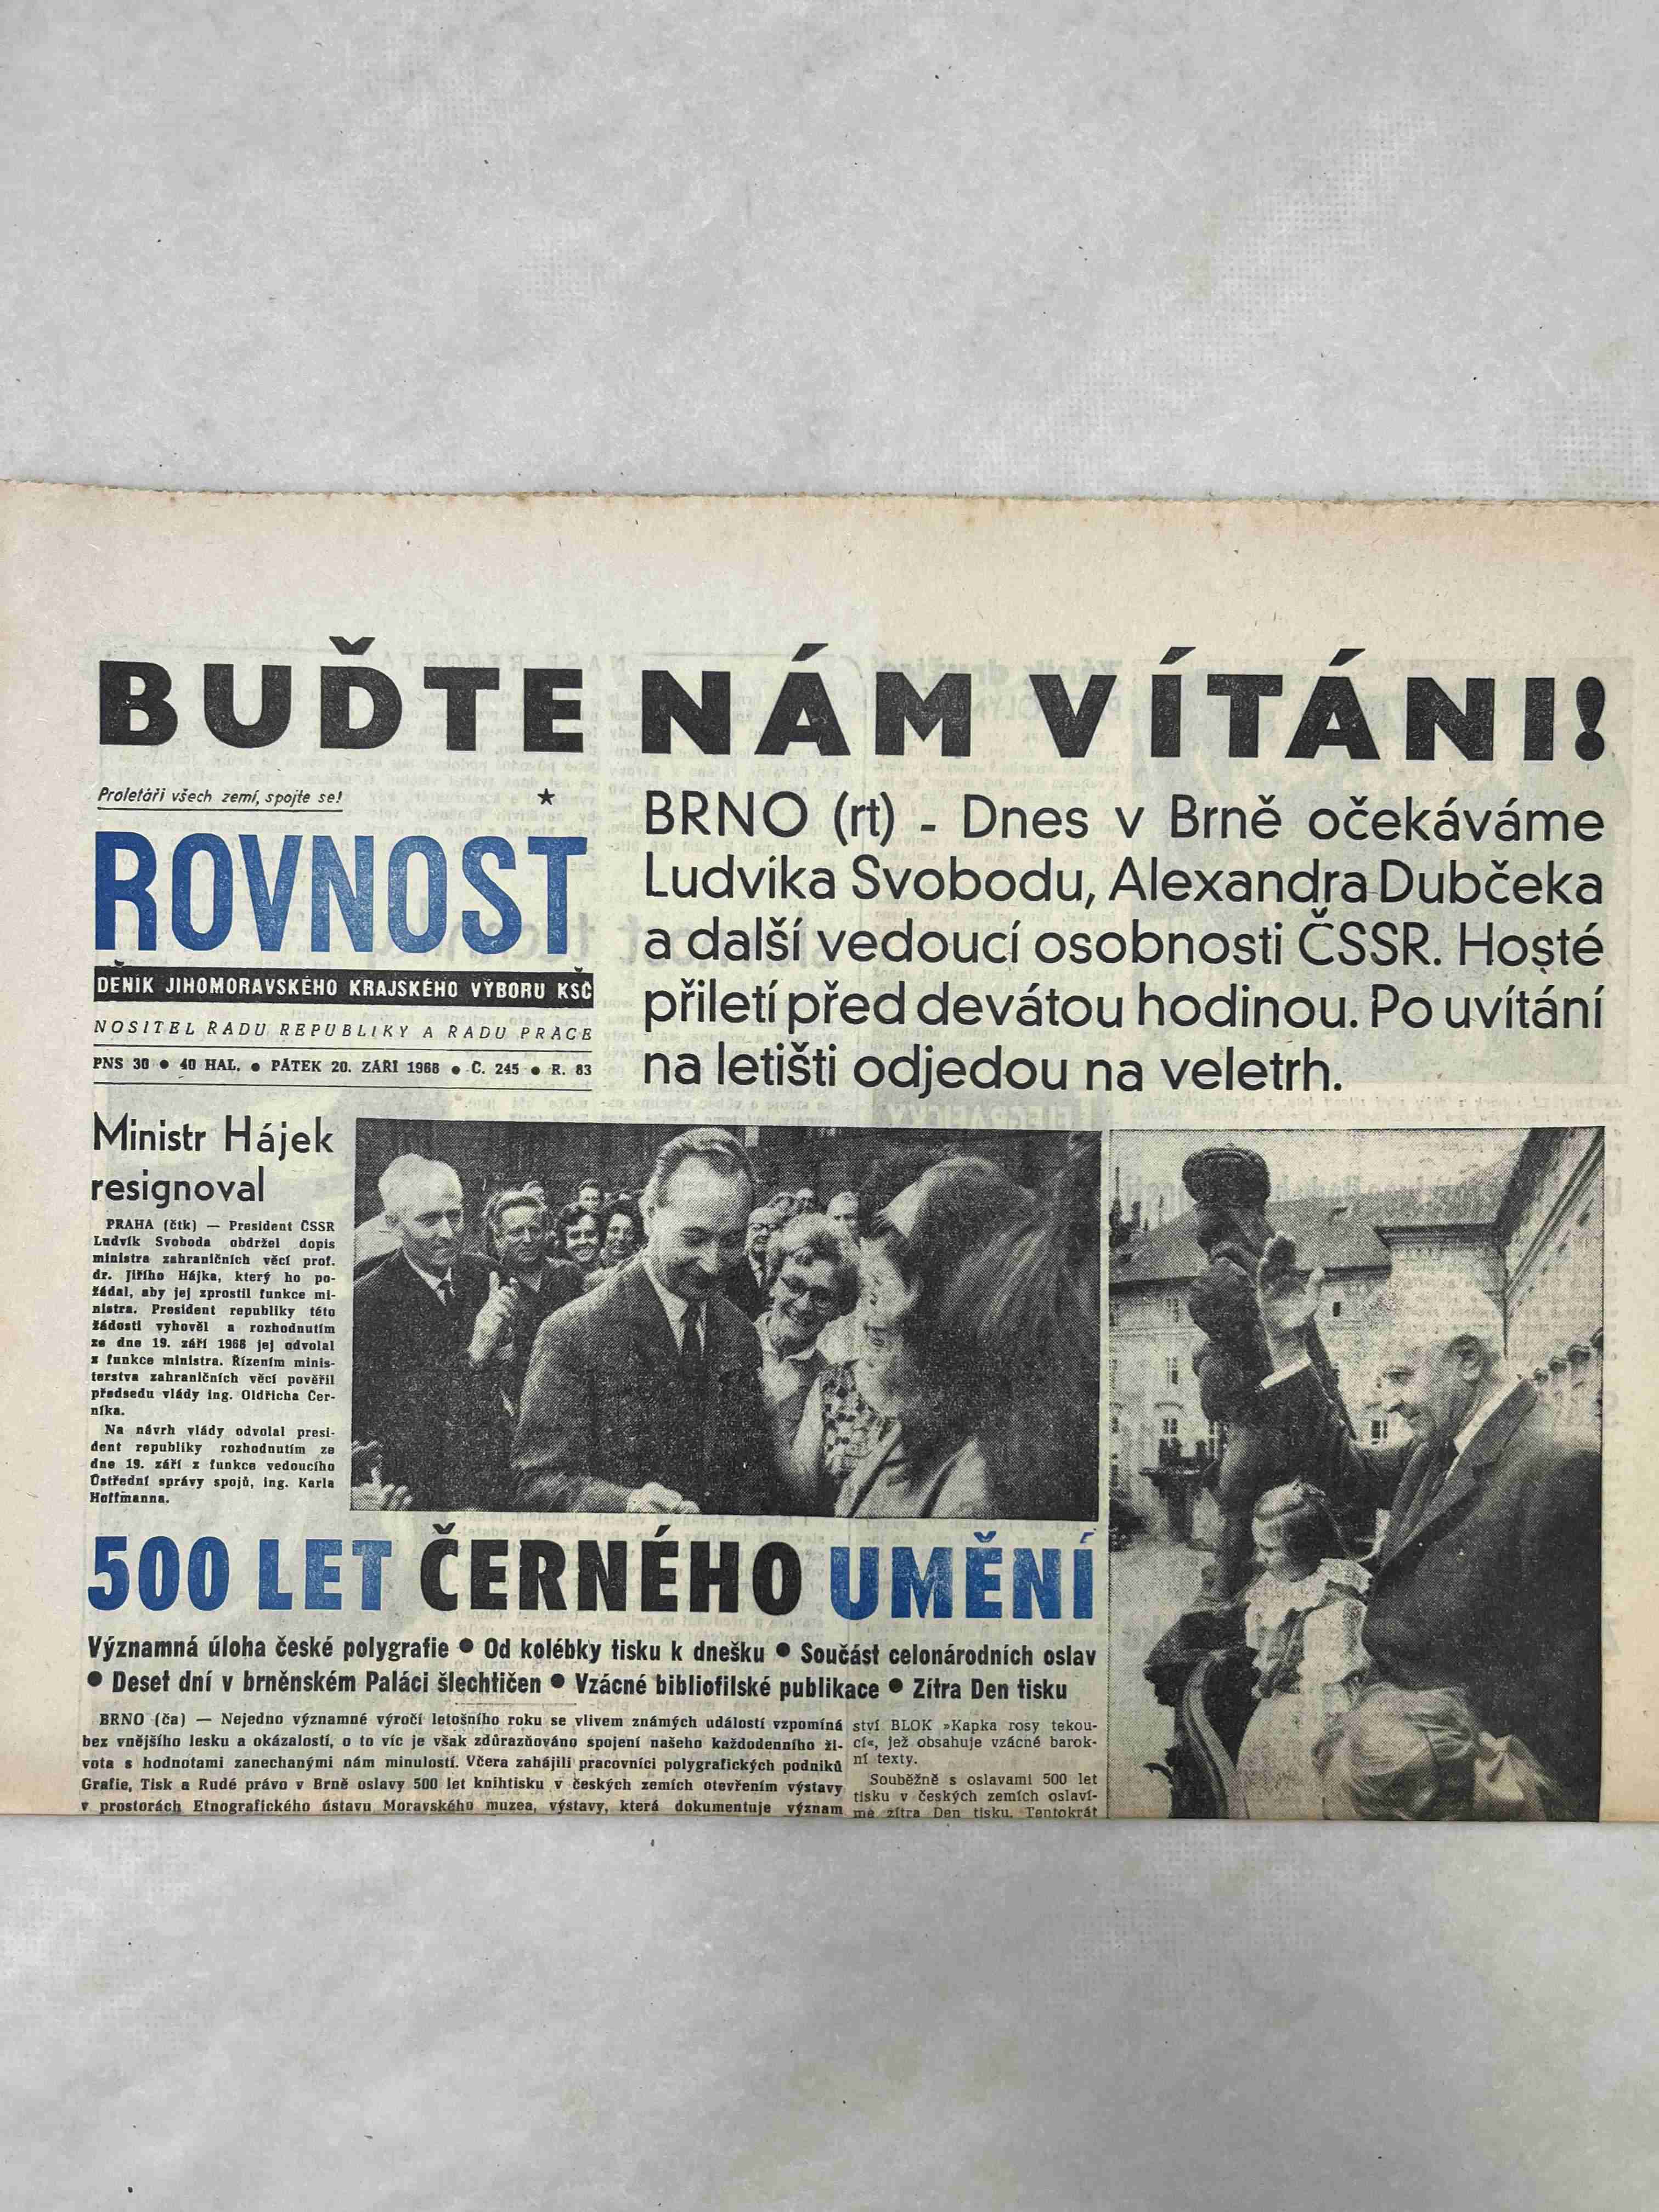 BUĎTE NÁM VÍTÁNI!
Proletáři všech zemí, spojte se!
ROVNOST
DENÍK JIHOMORAVSKÉHO KRAJSKÉHO VÝBORU KSČ
NOSITEL ŘÁDU REPUBLIKY A ŘÁDU PRÁCE
PNS 30 ● 40 HAL. ● PÁTEK 20. ZÁŘÍ 1968 ● Č. 245 ● R. 83
BRNO (rt) - Dnes v Brně očekáváme
Ludvíka Svobodu, Alexandra Dubčeka
a další vedoucí osobnosti ČSSR. Hosté
přiletí před devátou hodinou. Po uvítání
na letišti odjedou na veletrh.
Ministr Hájek
resignoval
PRAHA (čtk) — President ČSSR
Ludvík Svoboda obdržel dopis
ministra zahraničních věcí prof.
dr. Jiřího Hájka, který ho po-
žádal, aby jej zprostil funkce mi-
nistra. President republiky této
žádosti vyhověl a rozhodnutím
ze dne 19. září 1968 jej odvolal
z funkce ministra. Řízením minis-
terstva zahraničních věcí pověřil
předsedu vlády ing. Oldřicha Čer-
níka.
Na návrh vlády odvolal presi-
dent republiky rozhodnutím ze
dne 19. září z funkce vedoucího
Ústřední správy spojů, ing. Karla
Hoffmanna.
500 LET ČERNÉHO UMĚNÍ
Významná úloha české polygrafie ● Od kolébky tisku k dnešku ● Součást celonárodních oslav
● Deset dní v brněnském Paláci šlechtičen ● Vzácné bibliofilské publikace ● Zítra Den tisku
BRNO (ča) — Nejedno významné výročí letošního roku se vlivem známých událostí vzpomíná
bez vnějšího lesku a okázalostí, o to víc je však zdůrazňováno spojení našeho každodenního ži-
vota s hodnotami zanechanými nám minulostí. Včera zahájili pracovníci polygrafických podniků
Grafie, Tisk a Rudé právo v Brně oslavy 500 let knihtisku v českých zemích otevřením výstavy
v prostorách Etnografického ústavu Moravského muzea, výstavy, která dokumentuje význam
ství BLOK »Kapka rosy tekou-
cí«, jež obsahuje vzácné barok-
ní texty.
Souběžně s oslavami 500 let
tisku v českých zemích oslaví-
me zítra Den tisku. Tentokrát